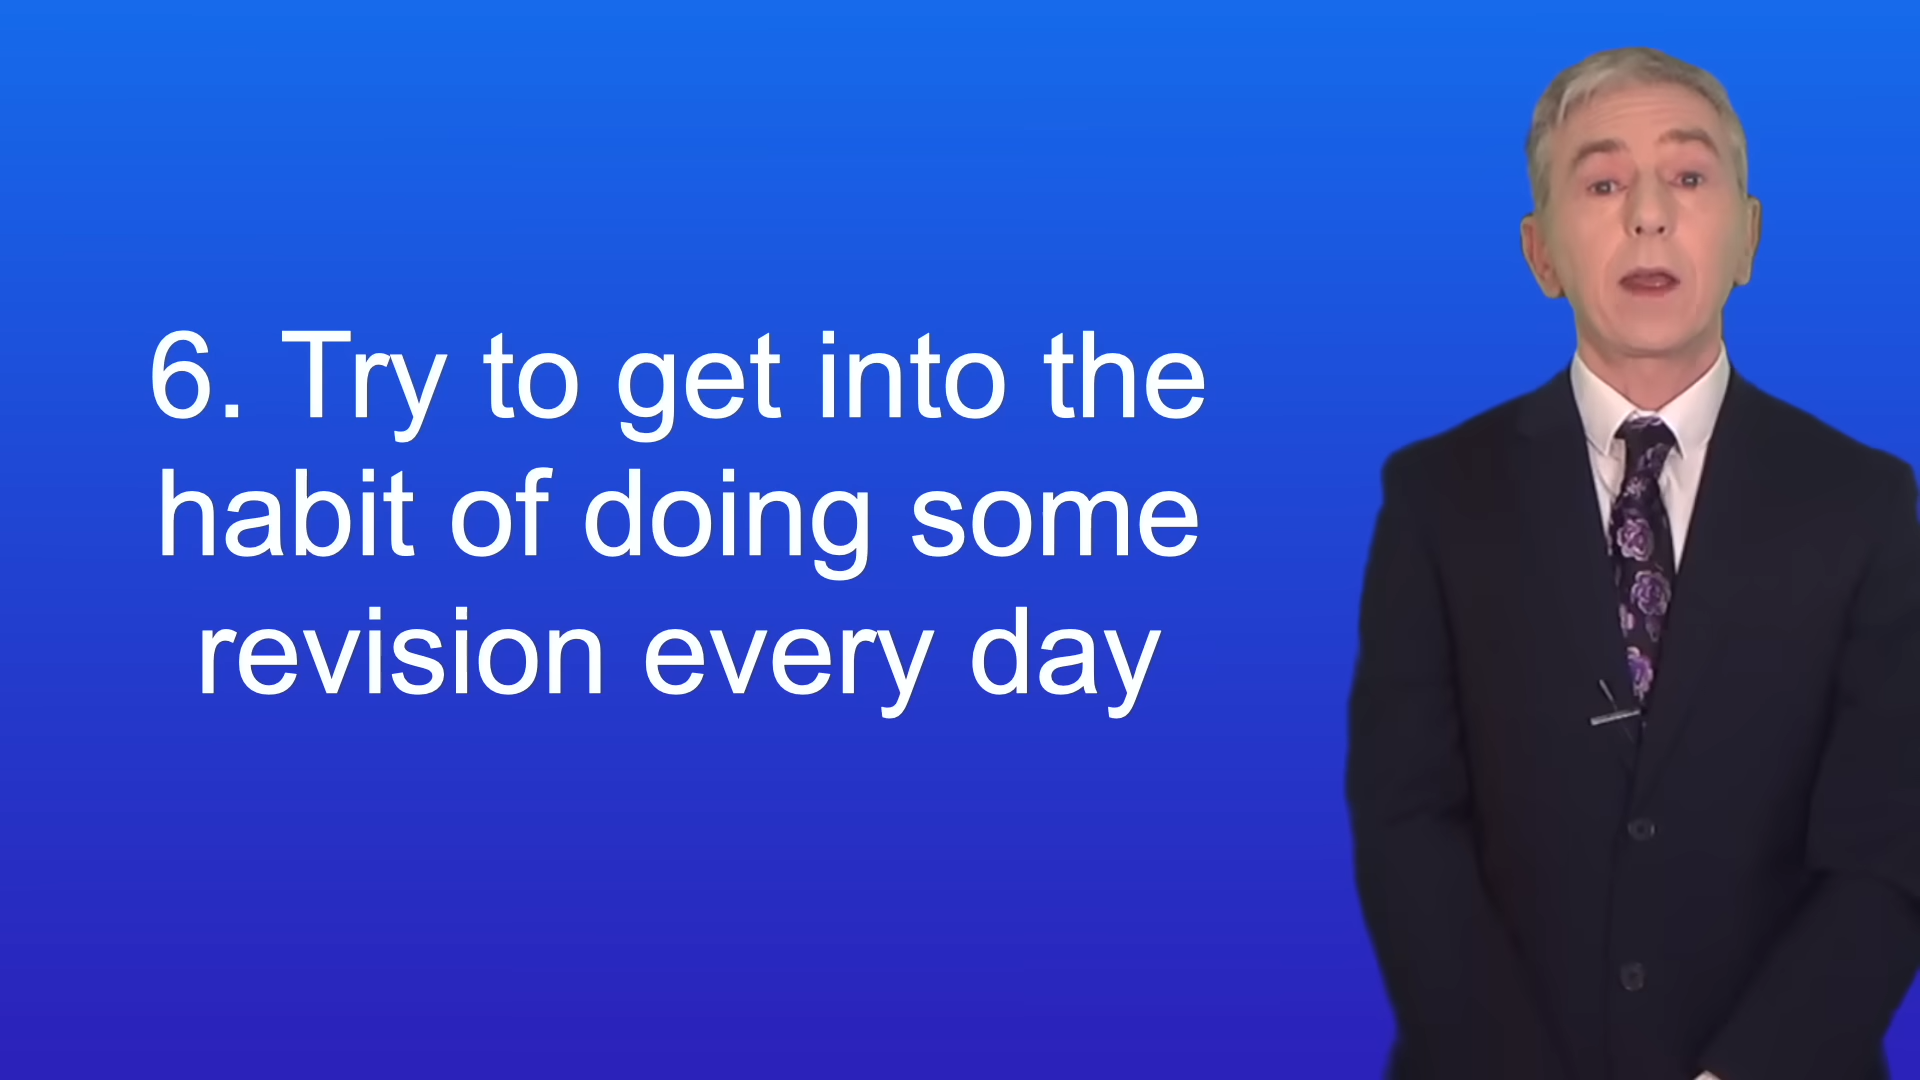 6. Try to get into the
habit of doing some
revision every day